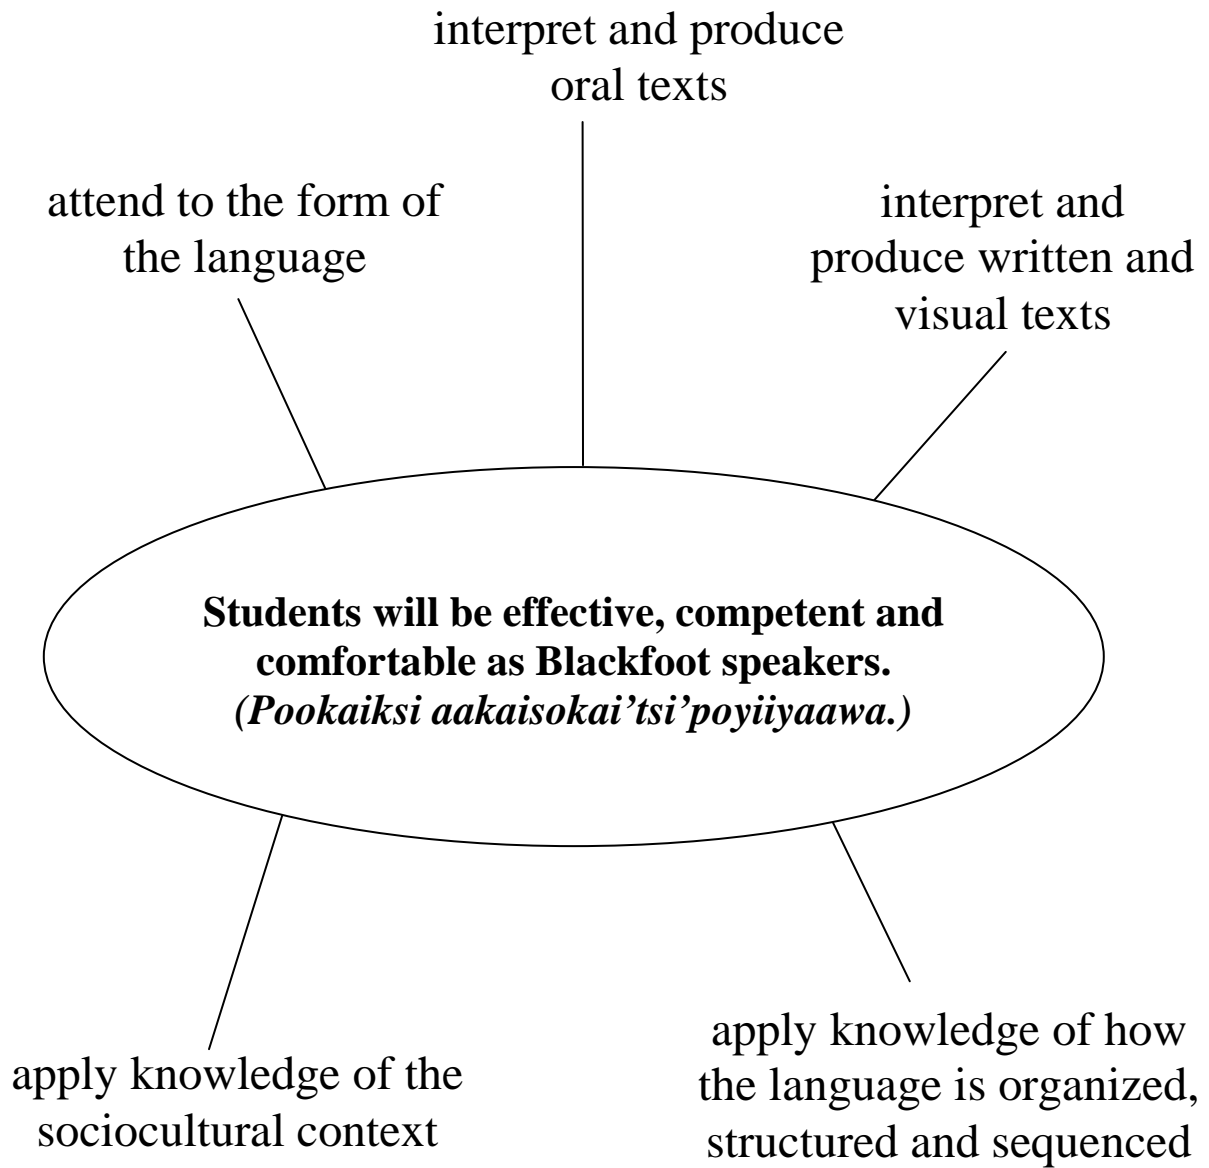 interpret and produce
oral texts
attend to the form of
the language
interpret and
produce written and
visual texts
Students will be effective, competent and
comfortable as Blackfoot speakers.
(Pookaiksi aakaisokai’tsi’poyiiyaawa.)
apply knowledge of the
sociocultural context
apply knowledge of how
the language is organized,
structured and sequenced